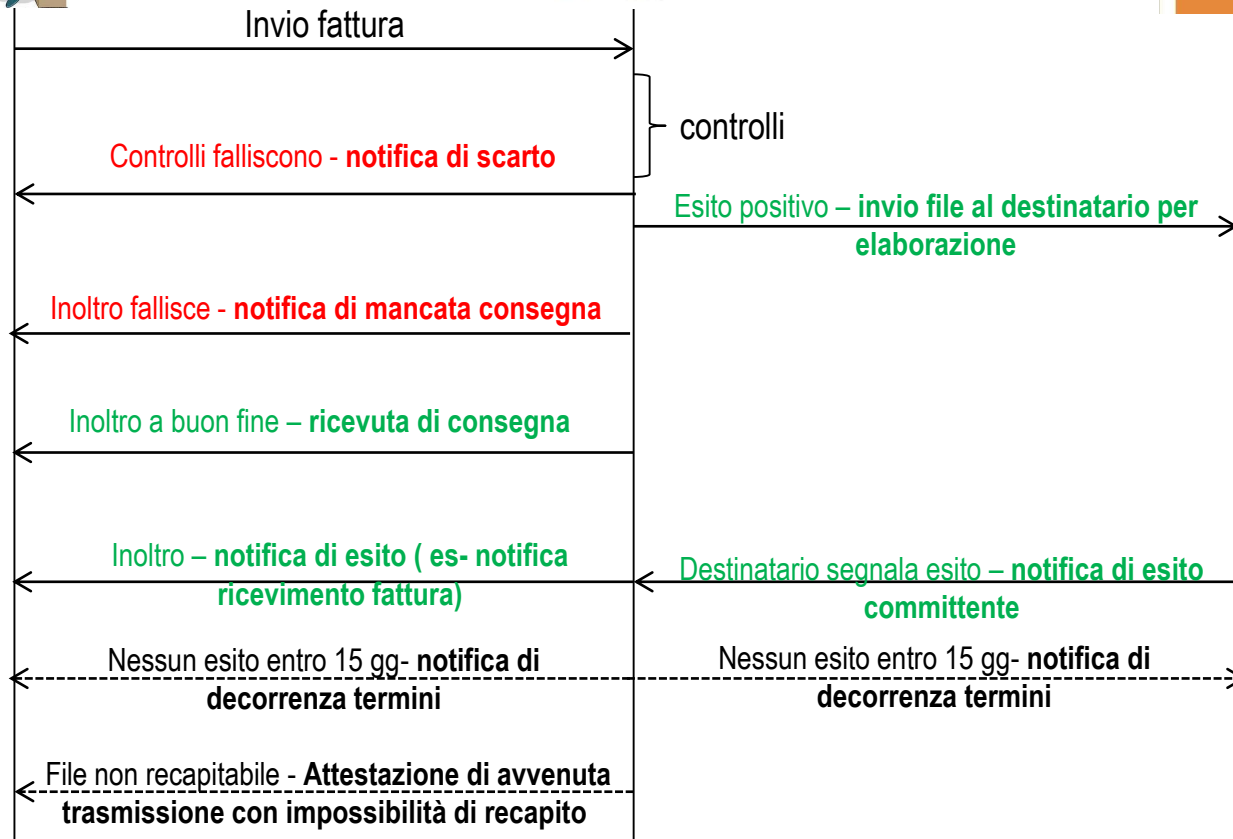 Invio fattura
controlli
Controlli falliscono - notifica di scarto
Esito positivo – invio file al destinatario per
elaborazione
Inoltro fallisce - notifica di mancata consegna
Inoltro a buon fine – ricevuta di consegna
Inoltro – notifica di esito ( es- notifica
ricevimento fattura)
Destinatario segnala esito – notifica di esito
committente
Nessun esito entro 15 gg- notifica di
decorrenza termini
Nessun esito entro 15 gg- notifica di
decorrenza termini
File non recapitabile - Attestazione di avvenuta
trasmissione con impossibilità di recapito